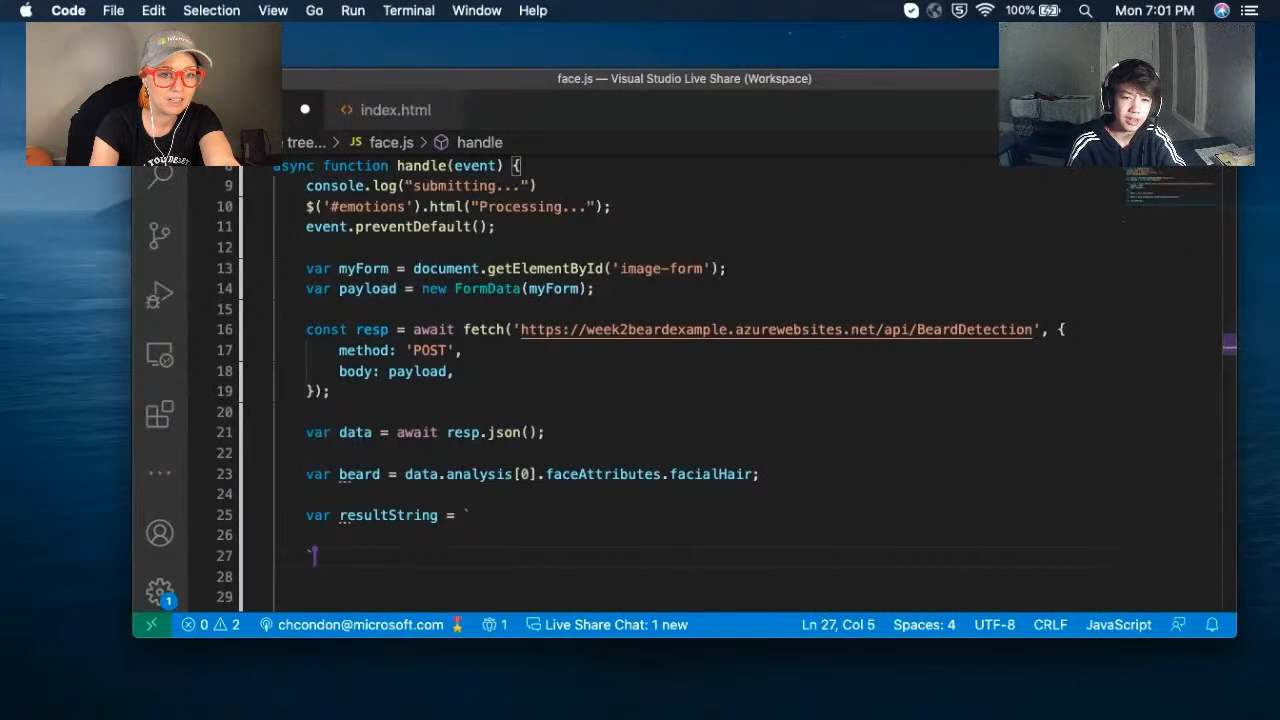 Code File Edit Selection View Go Run Terminal Window Help 100% Mon 7:01 PM
face.js — Visual Studio Live Share (Workspace)
index.html
tree... > JS face.js > handle
async function handle(event) {
9 console.log("submitting...")
10 $('#emotions').html("Processing...");
11 event.preventDefault();
12
13 var myForm = document.getElementById('image-form');
14 var payload = new FormData(myForm);
15
16 const resp = await fetch('https://week2beardexample.azurewebsites.net/api/BeardDetection', {
17 method: 'POST',
18 body: payload,
19 });
20
21 var data = await resp.json();
22
23 var beard = data.analysis[0].faceAttributes.facialHair;
24
25 var resultString = `
26
27 `
28
29
1
0 2 chcondon@microsoft.com 1 Live Share Chat: 1 new Ln 27, Col 5 Spaces: 4 UTF-8 CRLF JavaScript